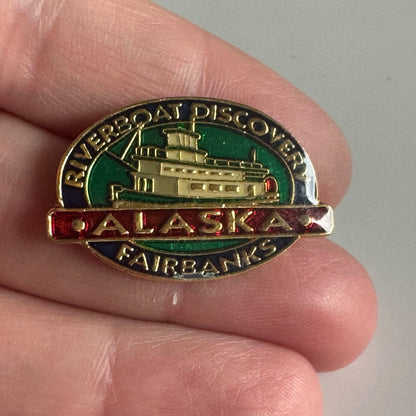 RIVERBOAT DISCOVERY
• ALASKA •
FAIRBANKS